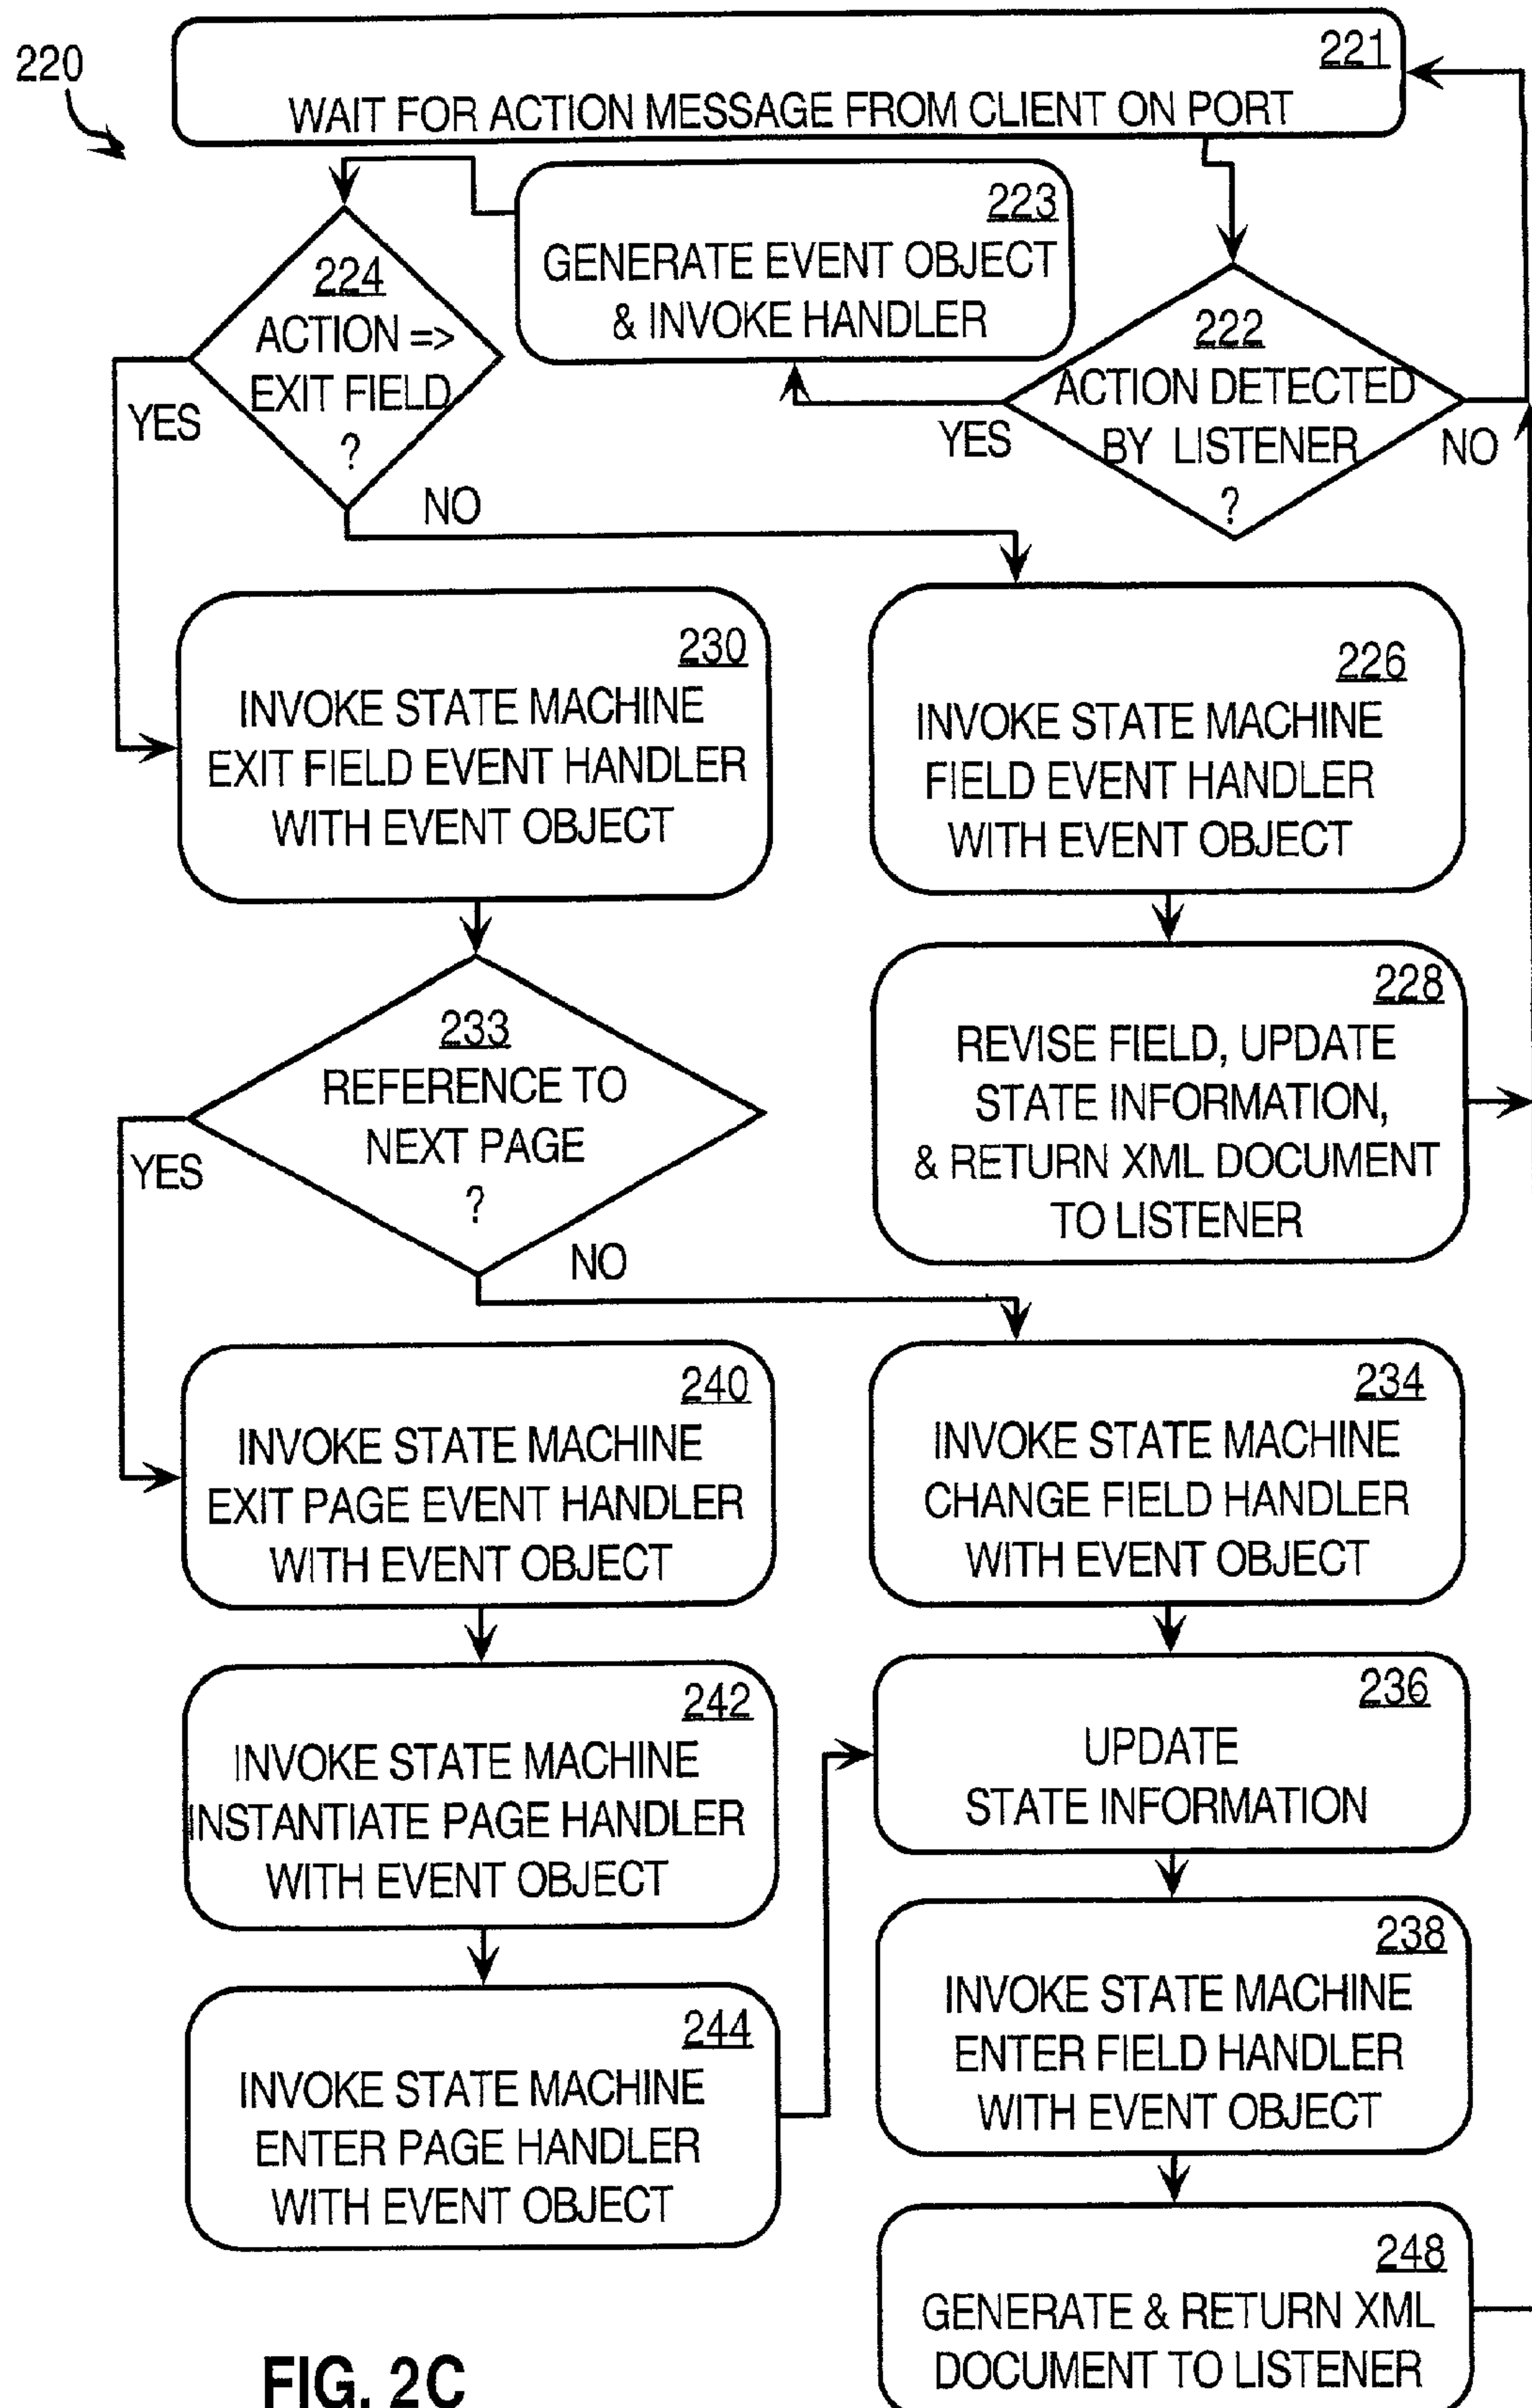 220
221
WAIT FOR ACTION MESSAGE FROM CLIENT ON PORT
223
GENERATE EVENT OBJECT
& INVOKE HANDLER
224
ACTION =>
EXIT FIELD
?
YES
NO
222
ACTION DETECTED
BY LISTENER
?
YES
NO
230
INVOKE STATE MACHINE
EXIT FIELD EVENT HANDLER
WITH EVENT OBJECT
226
INVOKE STATE MACHINE
FIELD EVENT HANDLER
WITH EVENT OBJECT
233
REFERENCE TO
NEXT PAGE
?
YES
NO
228
REVISE FIELD, UPDATE
STATE INFORMATION,
& RETURN XML DOCUMENT
TO LISTENER
240
INVOKE STATE MACHINE
EXIT PAGE EVENT HANDLER
WITH EVENT OBJECT
234
INVOKE STATE MACHINE
CHANGE FIELD HANDLER
WITH EVENT OBJECT
242
INVOKE STATE MACHINE
INSTANTIATE PAGE HANDLER
WITH EVENT OBJECT
236
UPDATE
STATE INFORMATION
244
INVOKE STATE MACHINE
ENTER PAGE HANDLER
WITH EVENT OBJECT
238
INVOKE STATE MACHINE
ENTER FIELD HANDLER
WITH EVENT OBJECT
248
GENERATE & RETURN XML
DOCUMENT TO LISTENER
FIG. 2C